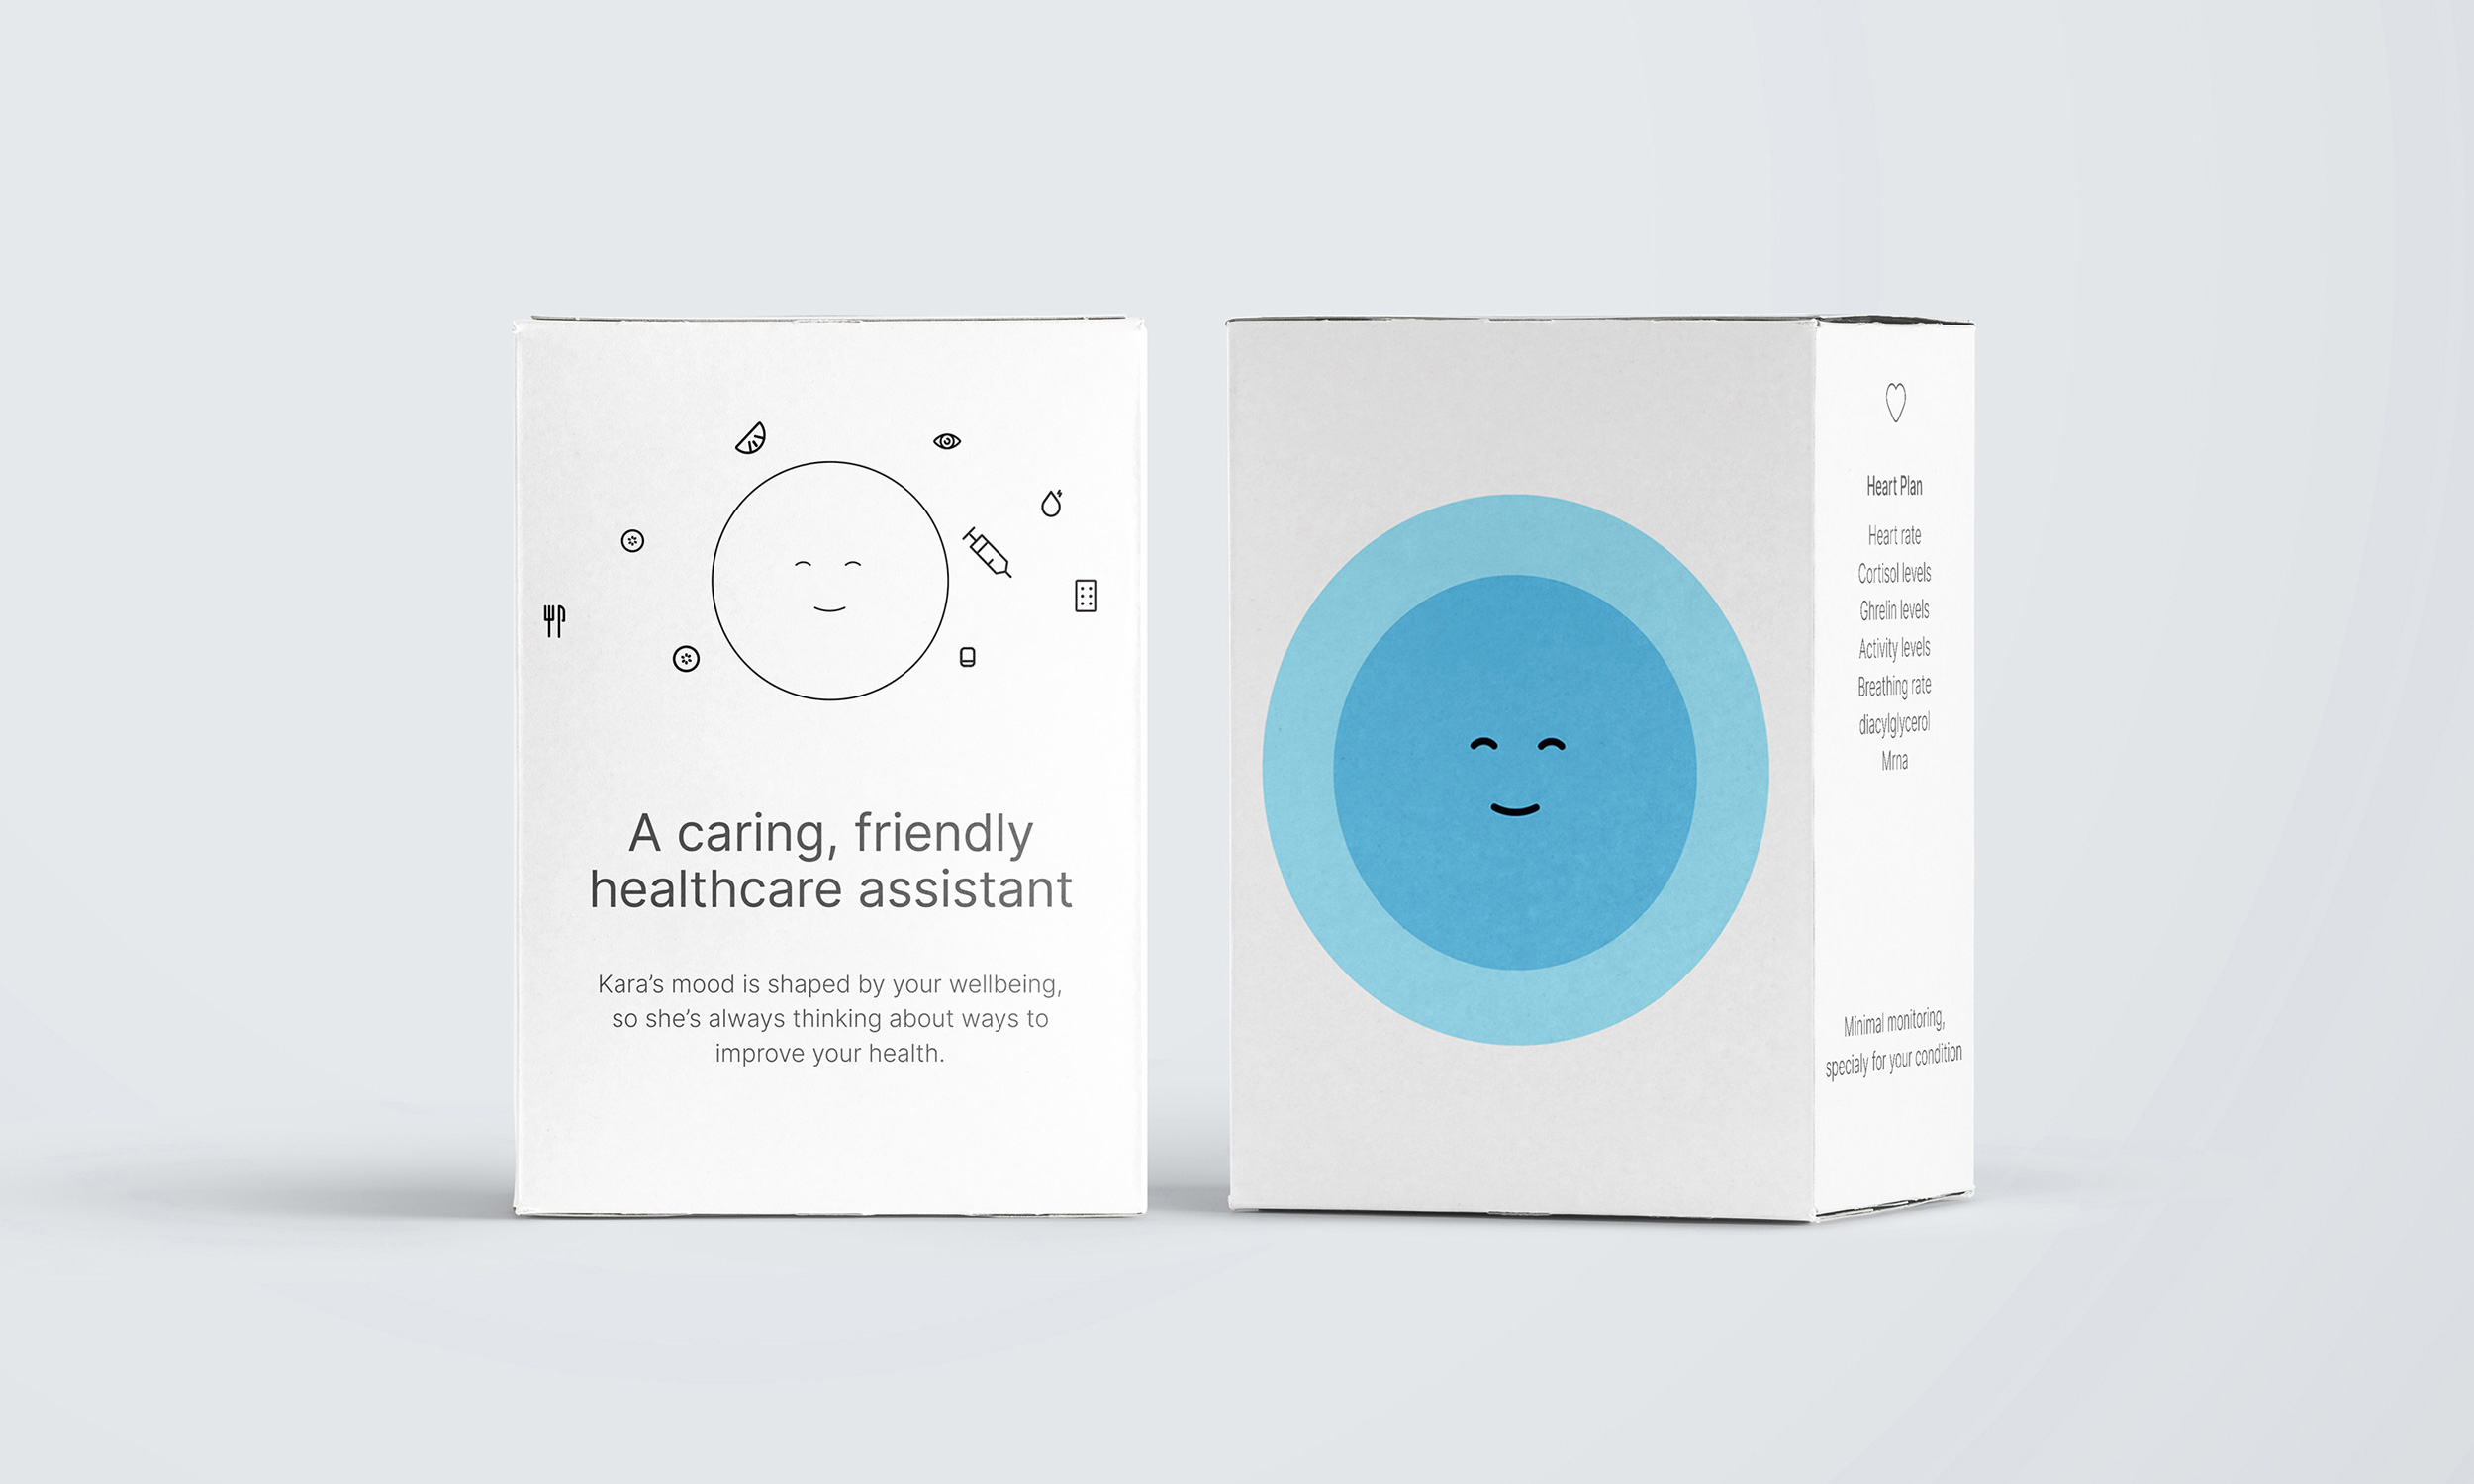 A caring, friendly
healthcare assistant
Kara’s mood is shaped by your wellbeing,
so she’s always thinking about ways to
improve your health.
Heart Plan
Heart rate
Cortisol levels
Ghrelin levels
Activity levels
Breathing rate
diacylglycerol
Mrna
Minimal monitoring,
specialy for your condition